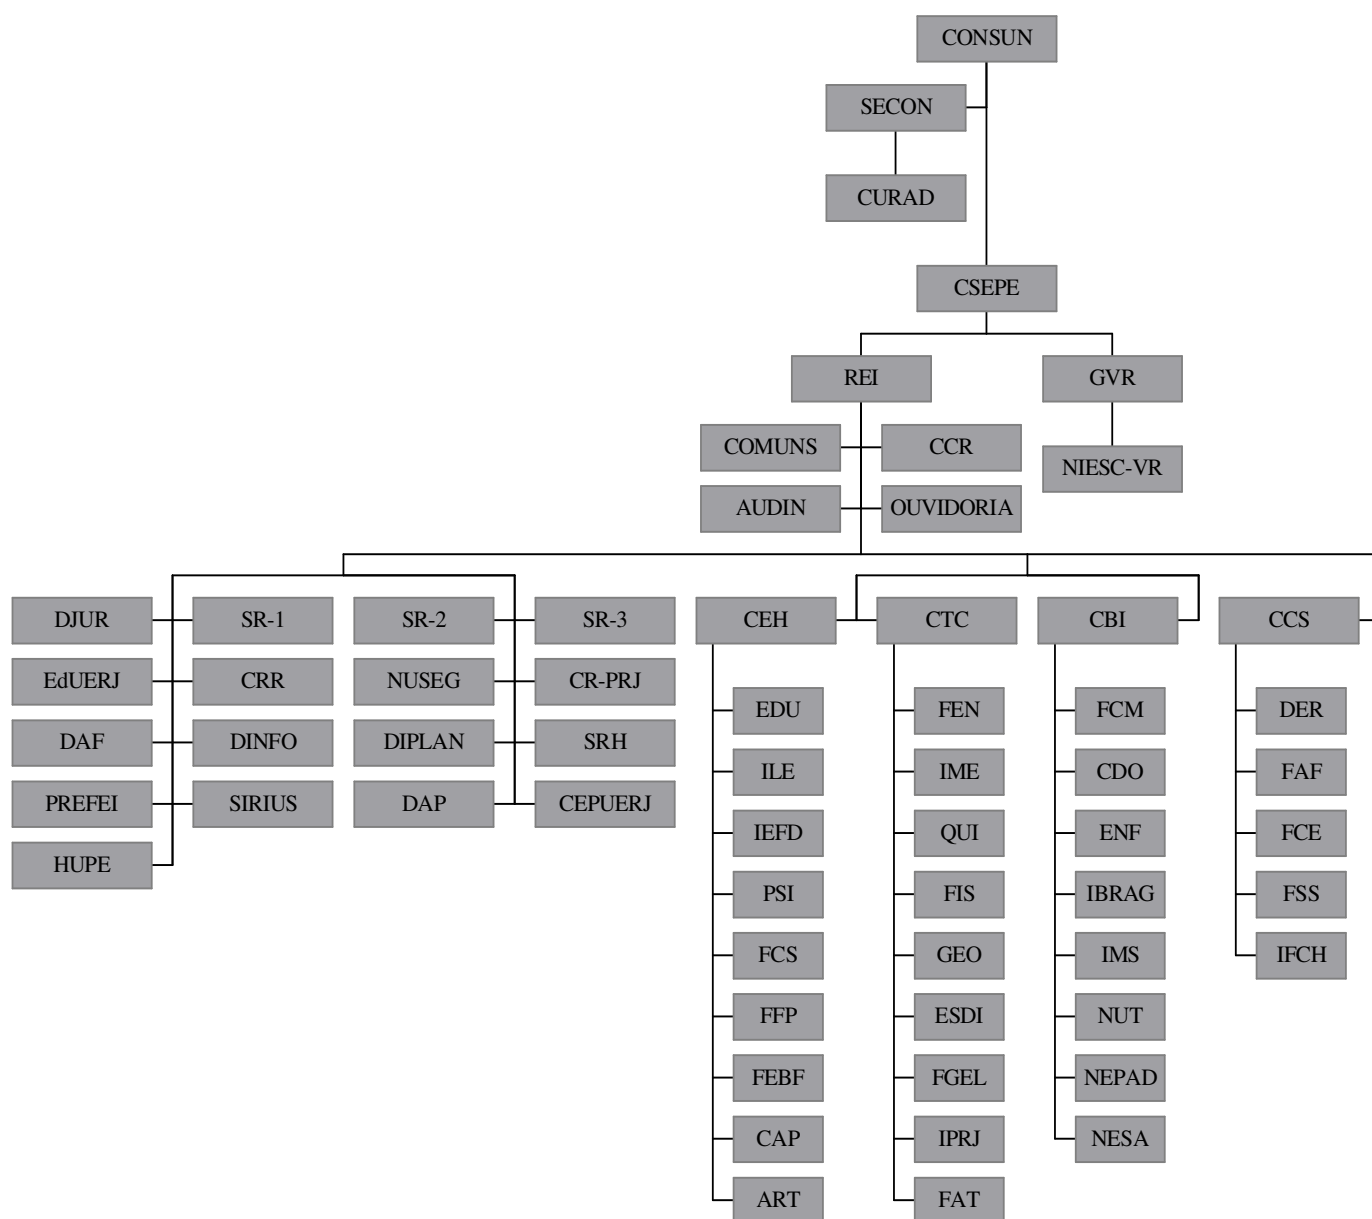 CONSUN
SECON
CURAD
CSEPE
REI
GVR
COMUNS
CCR
NIESC-VR
AUDIN
OUVIDORIA
DJUR
SR-1
SR-2
SR-3
CEH
CTC
CBI
CCS
EdUERJ
CRR
NUSEG
CR-PRJ
DAF
DINFO
DIPLAN
SRH
PREFEI
SIRIUS
DAP
CEPUERJ
HUPE
EDU
ILE
IEFD
PSI
FCS
FFP
FEBF
CAP
ART
FEN
IME
QUI
FIS
GEO
ESDI
FGEL
IPRJ
FAT
FCM
CDO
ENF
IBRAG
IMS
NUT
NEPAD
NESA
DER
FAF
FCE
FSS
IFCH